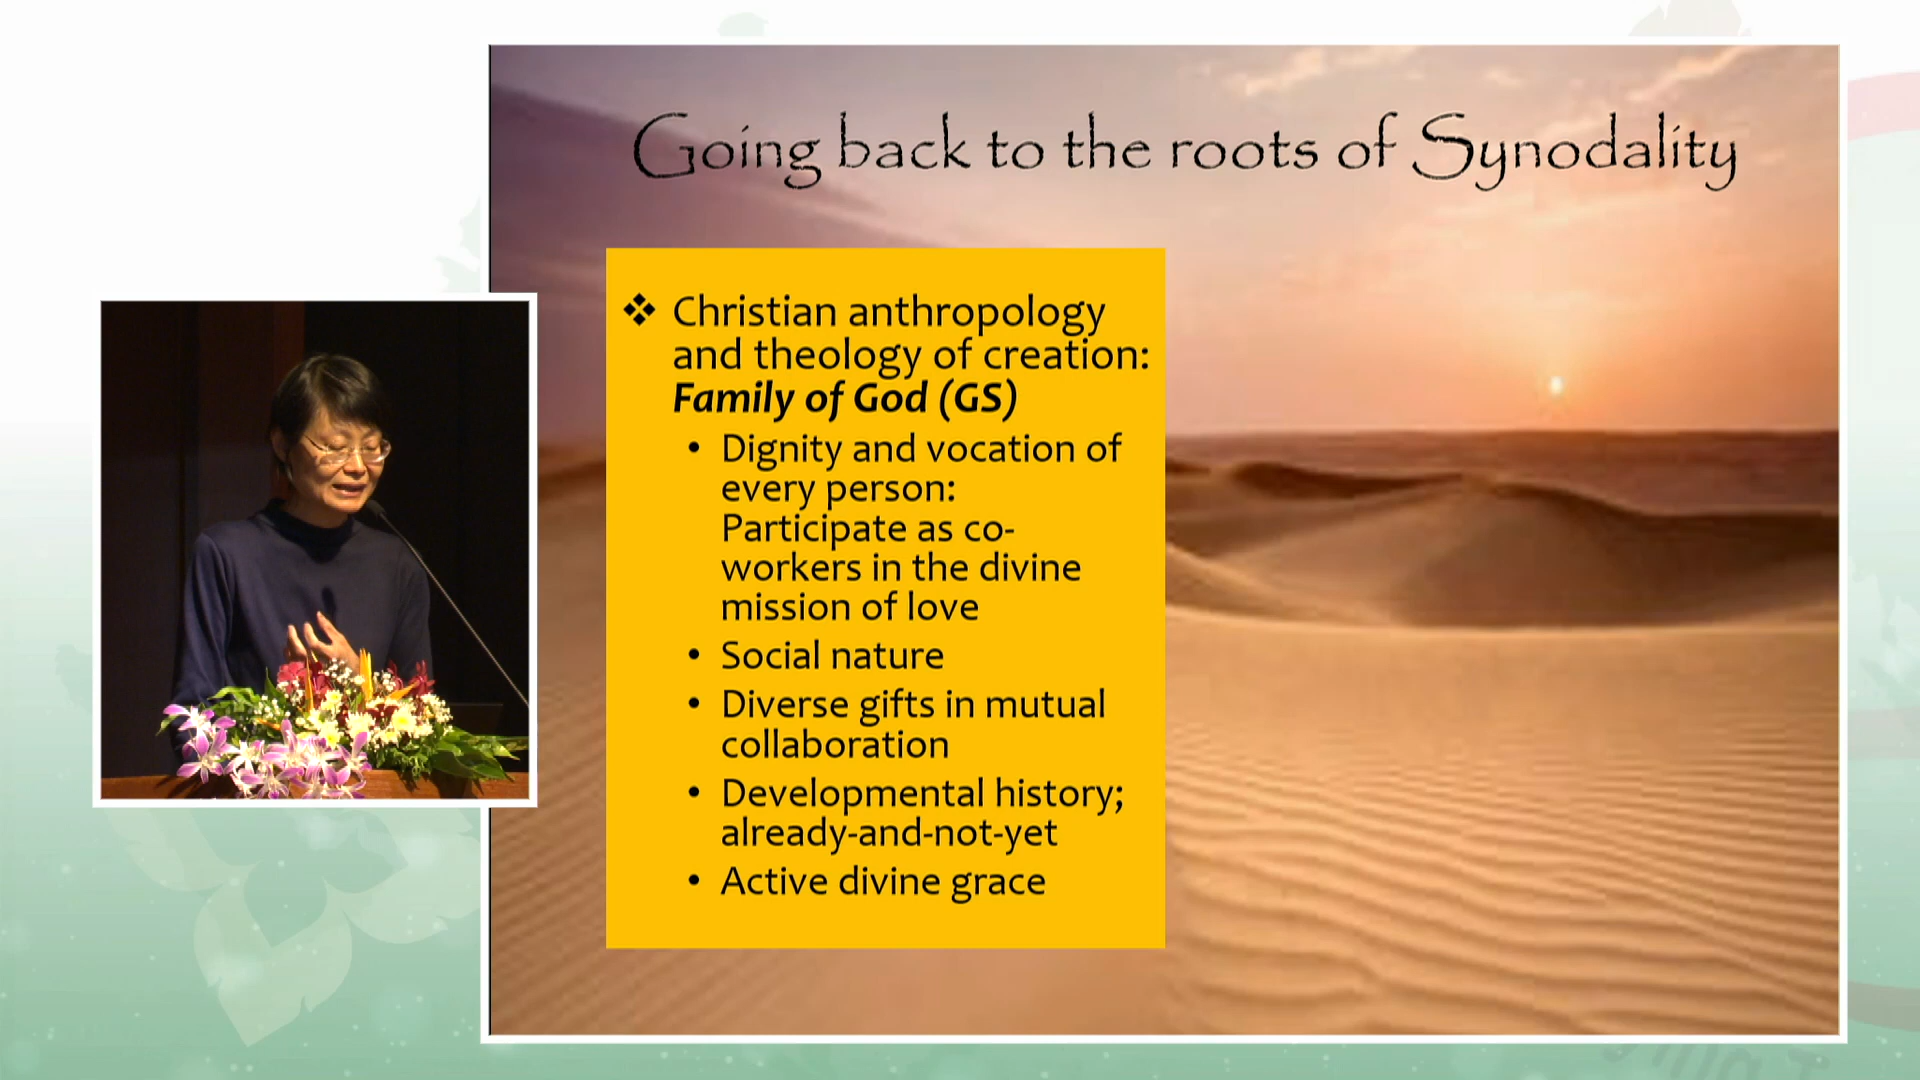 Going back to the roots of Synodality
❖ Christian anthropology
and theology of creation:
Family of God (GS)
• Dignity and vocation of
every person:
Participate as co-
workers in the divine
mission of love
• Social nature
• Diverse gifts in mutual
collaboration
• Developmental history;
already-and-not-yet
• Active divine grace